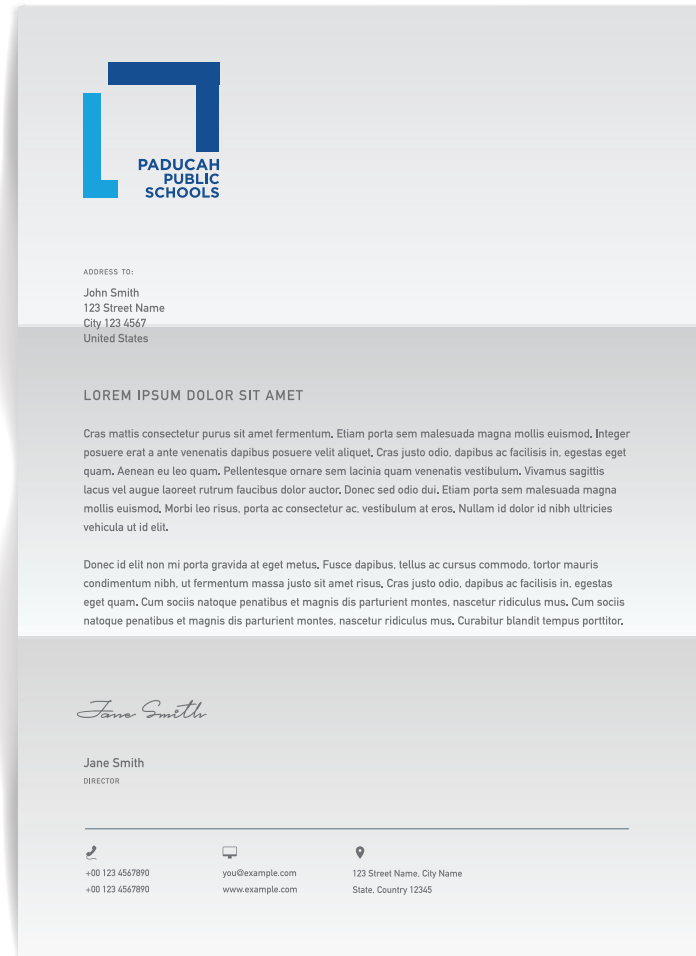 PADUCAH
PUBLIC
SCHOOLS
ADDRESS TO:
John Smith
123 Street Name
City 123 4567
United States
LOREM IPSUM DOLOR SIT AMET
Cras mattis consectetur purus sit amet fermentum. Etiam porta sem malesuada magna mollis euismod. Integer
posuere erat a ante venenatis dapibus posuere velit aliquet. Cras justo odio, dapibus ac facilisis in, egestas eget
quam. Aenean eu leo quam. Pellentesque ornare sem lacinia quam venenatis vestibulum. Vivamus sagittis
lacus vel augue laoreet rutrum faucibus dolor auctor. Donec sed odio dui. Etiam porta sem malesuada magna
mollis euismod. Morbi leo risus, porta ac consectetur ac, vestibulum at eros. Nullam id dolor id nibh ultricies
vehicula ut id elit.
Donec id elit non mi porta gravida at eget metus. Fusce dapibus, tellus ac cursus commodo, tortor mauris
condimentum nibh, ut fermentum massa justo sit amet risus. Cras justo odio, dapibus ac facilisis in, egestas
eget quam. Cum sociis natoque penatibus et magnis dis parturient montes, nascetur ridiculus mus. Cum sociis
natoque penatibus et magnis dis parturient montes, nascetur ridiculus mus. Curabitur blandit tempus porttitor.
Jane Smith
Jane Smith
DIRECTOR
+00 123 4567890
+00 123 4567890
you@example.com
www.example.com
123 Street Name, City Name
State, Country 12345